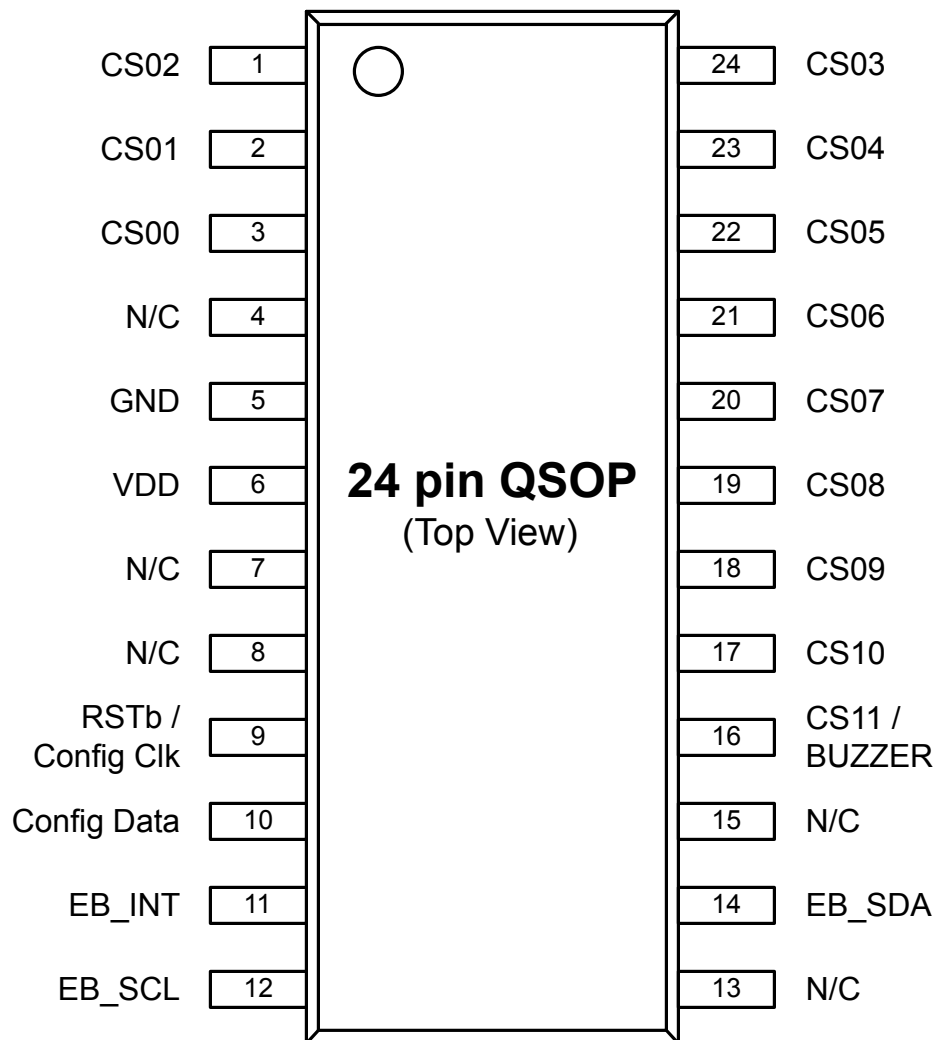 CS02 1 24 CS03
CS01 2 23 CS04
CS00 3 22 CS05
N/C 4 21 CS06
GND 5 20 CS07
VDD 6 19 CS08
24 pin QSOP
(Top View)
N/C 7 18 CS09
N/C 8 17 CS10
RSTb /
Config Clk
9 16
CS11 /
BUZZER
Config Data 10 15 N/C
EB_INT 11 14 EB_SDA
EB_SCL 12 13 N/C